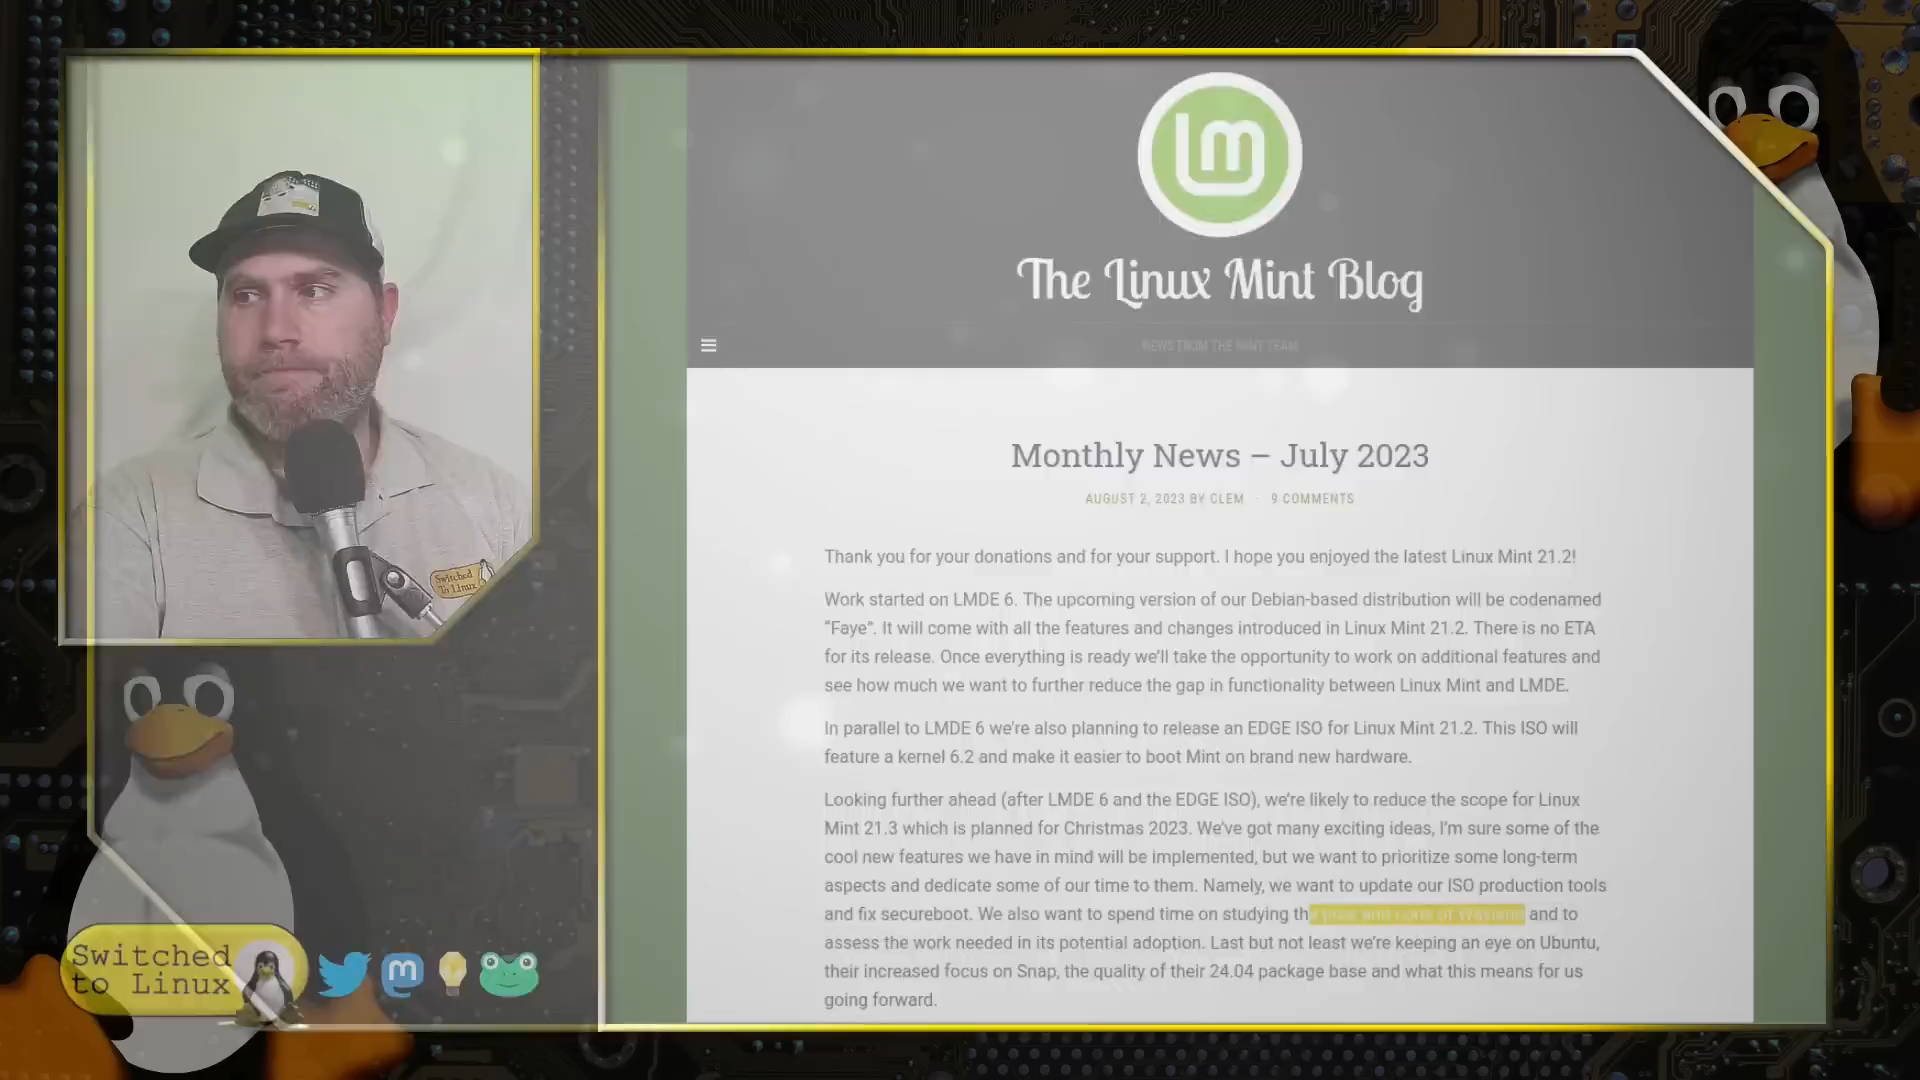 The Linux Mint Blog
NEWS FROM THE MINT TEAM
Monthly News – July 2023
AUGUST 2, 2023 BY CLEM · 9 COMMENTS
Thank you for your donations and for your support. I hope you enjoyed the latest Linux Mint 21.2!
Work started on LMDE 6. The upcoming version of our Debian-based distribution will be codenamed
“Faye”. It will come with all the features and changes introduced in Linux Mint 21.2. There is no ETA
for its release. Once everything is ready we’ll take the opportunity to work on additional features and
see how much we want to further reduce the gap in functionality between Linux Mint and LMDE.
In parallel to LMDE 6 we’re also planning to release an EDGE ISO for Linux Mint 21.2. This ISO will
feature a kernel 6.2 and make it easier to boot Mint on brand new hardware.
Looking further ahead (after LMDE 6 and the EDGE ISO), we’re likely to reduce the scope for Linux
Mint 21.3 which is planned for Christmas 2023. We’ve got many exciting ideas, I’m sure some of the
cool new features we have in mind will be implemented, but we want to prioritize some long-term
aspects and dedicate some of our time to them. Namely, we want to update our ISO production tools
and fix secureboot. We also want to spend time on studying the pros and cons of Wayland and to
assess the work needed in its potential adoption. Last but not least we’re keeping an eye on Ubuntu,
their increased focus on Snap, the quality of their 24.04 package base and what this means for us
going forward.
Switched
To Linux
Switched
to Linux